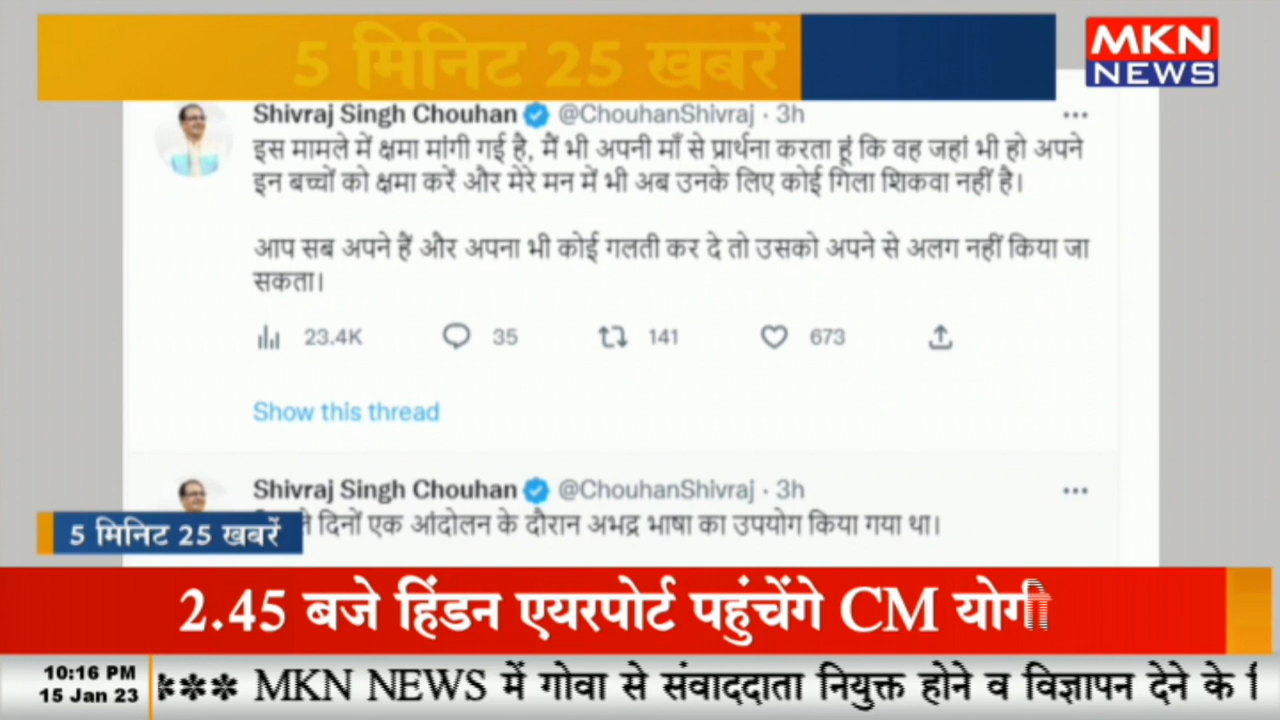 5 मिनिट 25 खबरें
MKN
NEWS
Shivraj Singh Chouhan @ChouhanShivraj · 3h
इस मामले में क्षमा मांगी गई है, मैं भी अपनी माँ से प्रार्थना करता हूं कि वह जहां भी हो अपने
इन बच्चों को क्षमा करें और मेरे मन में भी अब उनके लिए कोई गिला शिकवा नहीं है।
आप सब अपने हैं और अपना भी कोई गलती कर दे तो उसको अपने से अलग नहीं किया जा
सकता।
23.4K 35 141 673
Show this thread
Shivraj Singh Chouhan @ChouhanShivraj · 3h
दिनों एक आंदोलन के दौरान अभद्र भाषा का उपयोग किया गया था।
5 मिनिट 25 खबरें
2.45 बजे हिंडन एयरपोर्ट पहुंचेंगे CM योगी
10:16 PM
15 Jan 23
*** MKN NEWS में गोवा से संवाददाता नियुक्त होने व विज्ञापन देने के